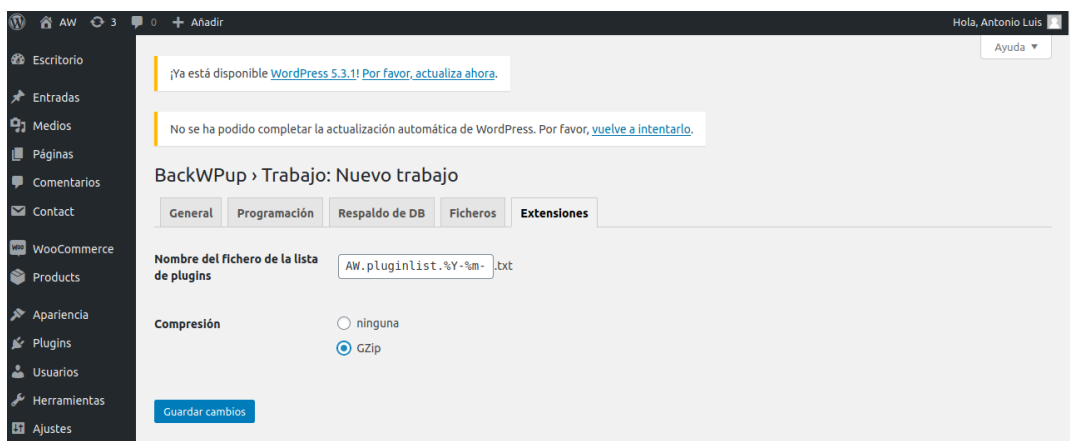 AW 3 0 Añadir Hola, Antonio Luis
Ayuda ▼
Escritorio
Entradas
Medios
Páginas
Comentarios
Contact
WooCommerce
Products
Apariencia
Plugins
Usuarios
Herramientas
Ajustes
¡Ya está disponible WordPress 5.3.1! Por favor, actualiza ahora.
No se ha podido completar la actualización automática de WordPress. Por favor, vuelve a intentarlo.
BackWPup › Trabajo: Nuevo trabajo
General Programación Respaldo de DB Ficheros Extensiones
Nombre del fichero de la lista
de plugins
AW.pluginlist.%Y-%m- .txt
Compresión
ninguna
GZip
Guardar cambios